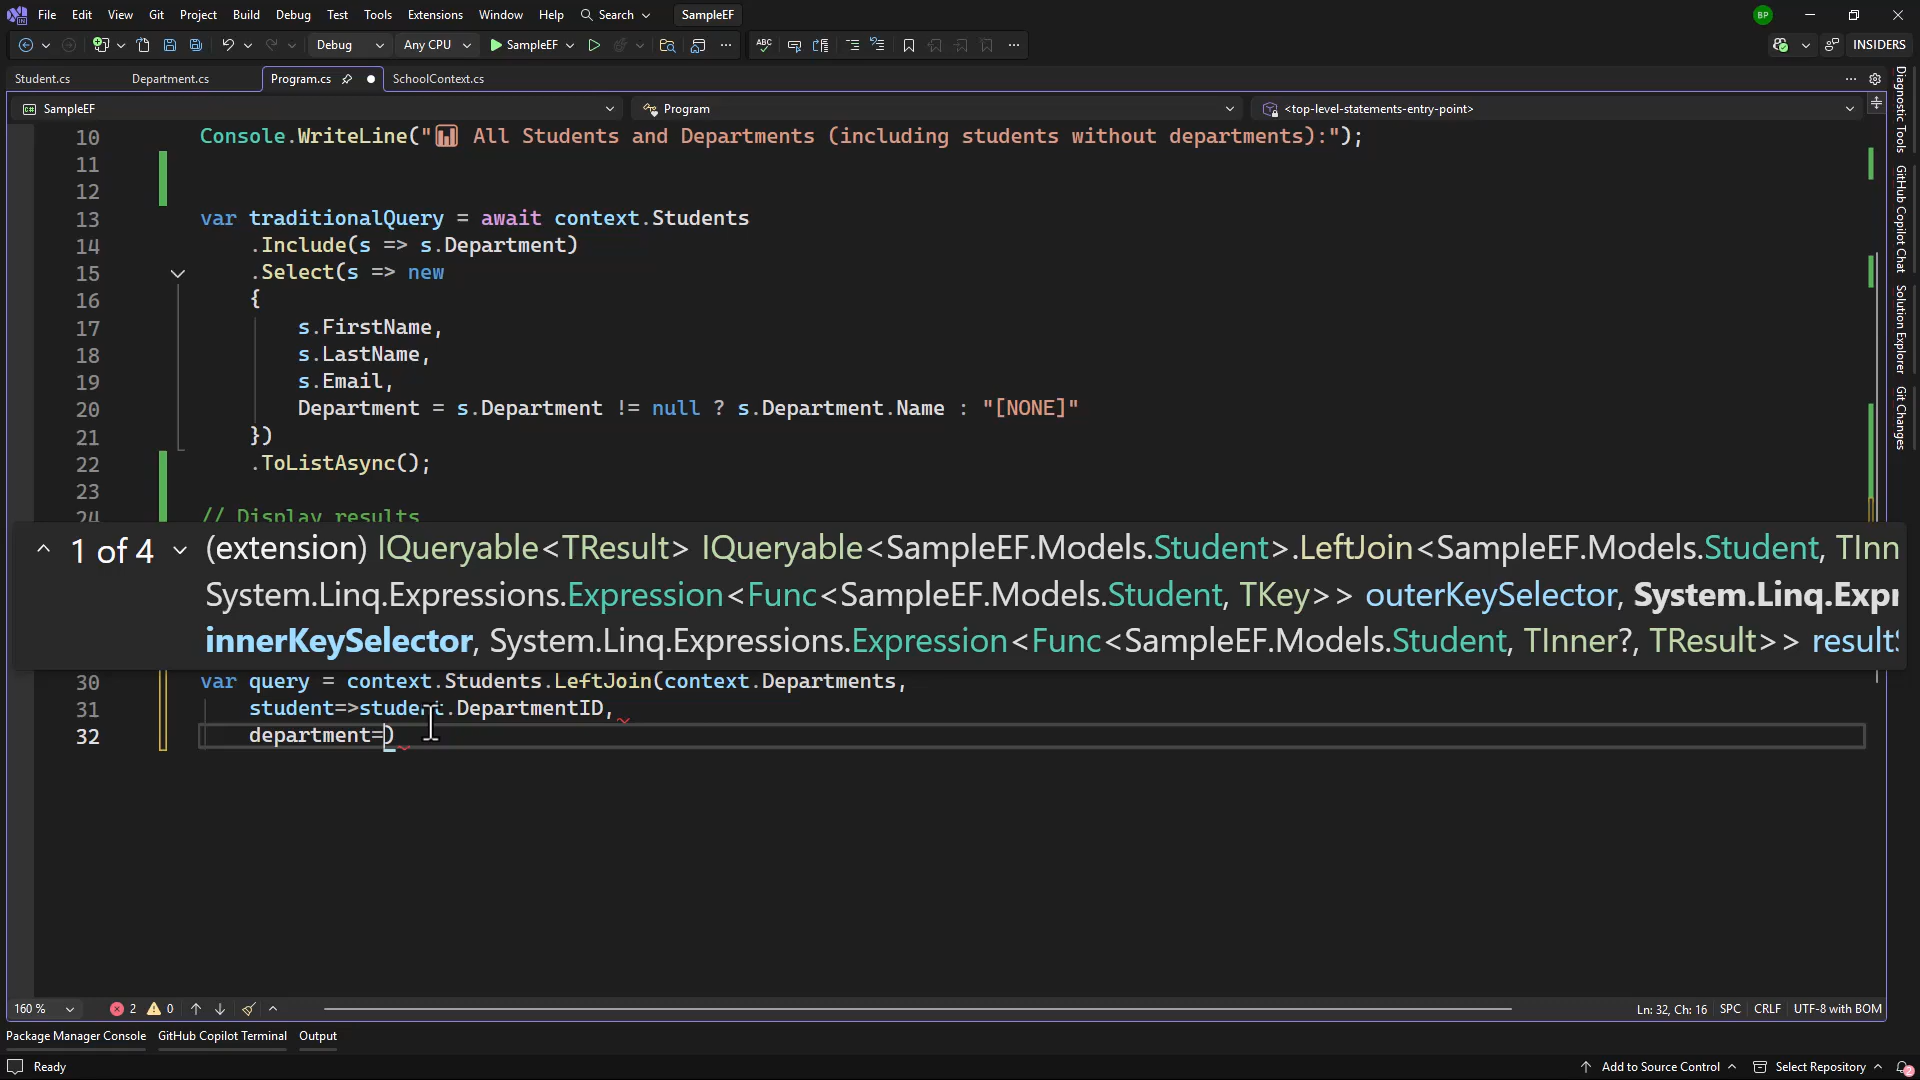 File Edit View Git Project Build Debug Test Tools Extensions Window Help Search SampleEF BP
Debug Any CPU SampleEF ABC INSIDERS
Student.cs Department.cs Program.cs SchoolContext.cs
SampleEF Program <top-level-statements-entry-point>
10 Console.WriteLine("📊 All Students and Departments (including students without departments):");
11
12
13 var traditionalQuery = await context.Students
14 .Include(s => s.Department)
15 .Select(s => new
16 {
17 s.FirstName,
18 s.LastName,
19 s.Email,
20 Department = s.Department != null ? s.Department.Name : "[NONE]"
21 })
22 .ToListAsync();
23
24 // Display results
1 of 4 (extension) IQueryable<TResult> IQueryable<SampleEF.Models.Student>.LeftJoin<SampleEF.Models.Student, TInn
System.Linq.Expressions.Expression<Func<SampleEF.Models.Student, TKey>> outerKeySelector, System.Linq.Expr
innerKeySelector, System.Linq.Expressions.Expression<Func<SampleEF.Models.Student, TInner?, TResult>> result
30 var query = context.Students.LeftJoin(context.Departments,
31 student=>student.DepartmentID,
32 department=)
Diagnostic Tools
GitHub Copilot Chat
Solution Explorer
Git Changes
160 % 2 0 Ln: 32, Ch: 16 SPC CRLF UTF-8 with BOM
Package Manager Console GitHub Copilot Terminal Output
Ready Add to Source Control Select Repository 2